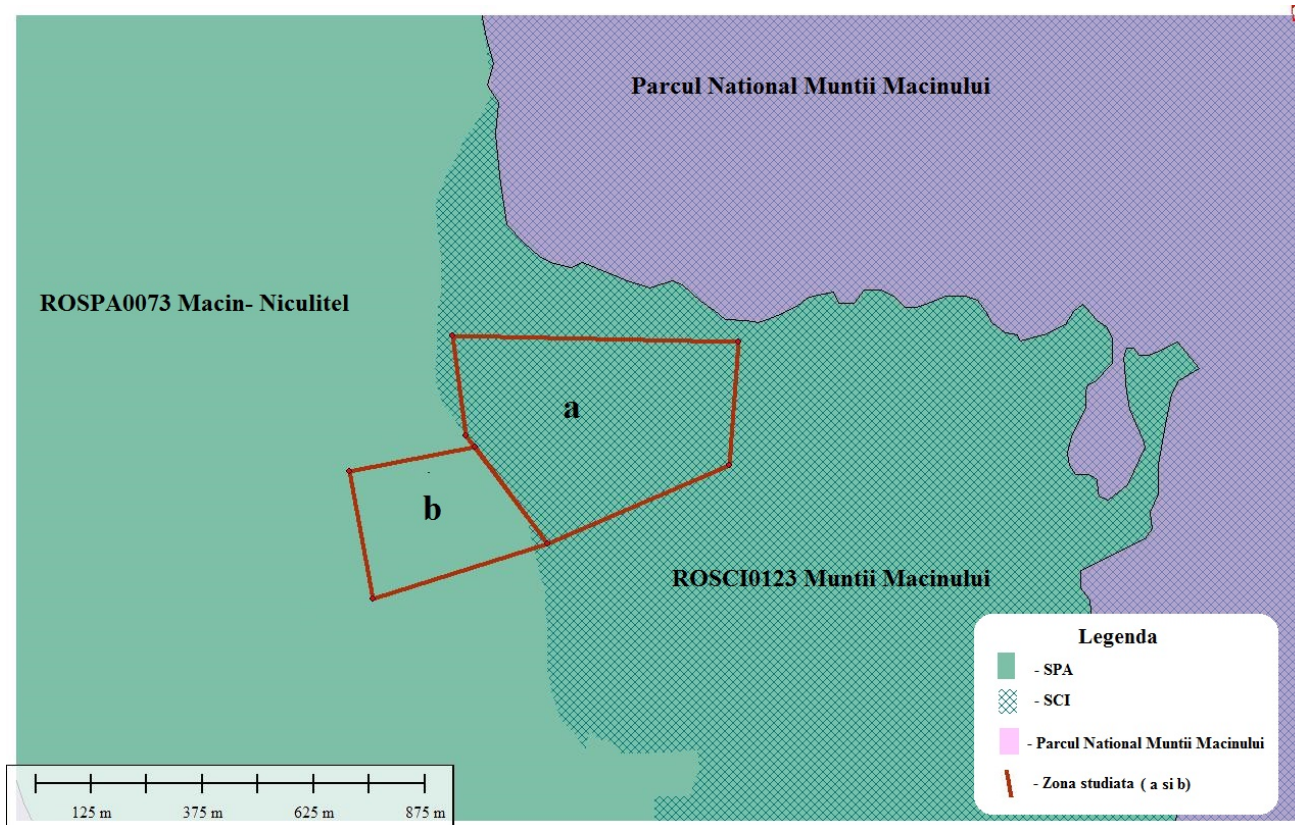 Parcul National Muntii Macinului
ROSPA0073 Macin- Niculitel
a
b
ROSCI0123 Muntii Macinului
Legenda
- SPA
- SCI
- Parcul National Muntii Macinului
- Zona studiata ( a si b)
125 m 375 m 625 m 875 m